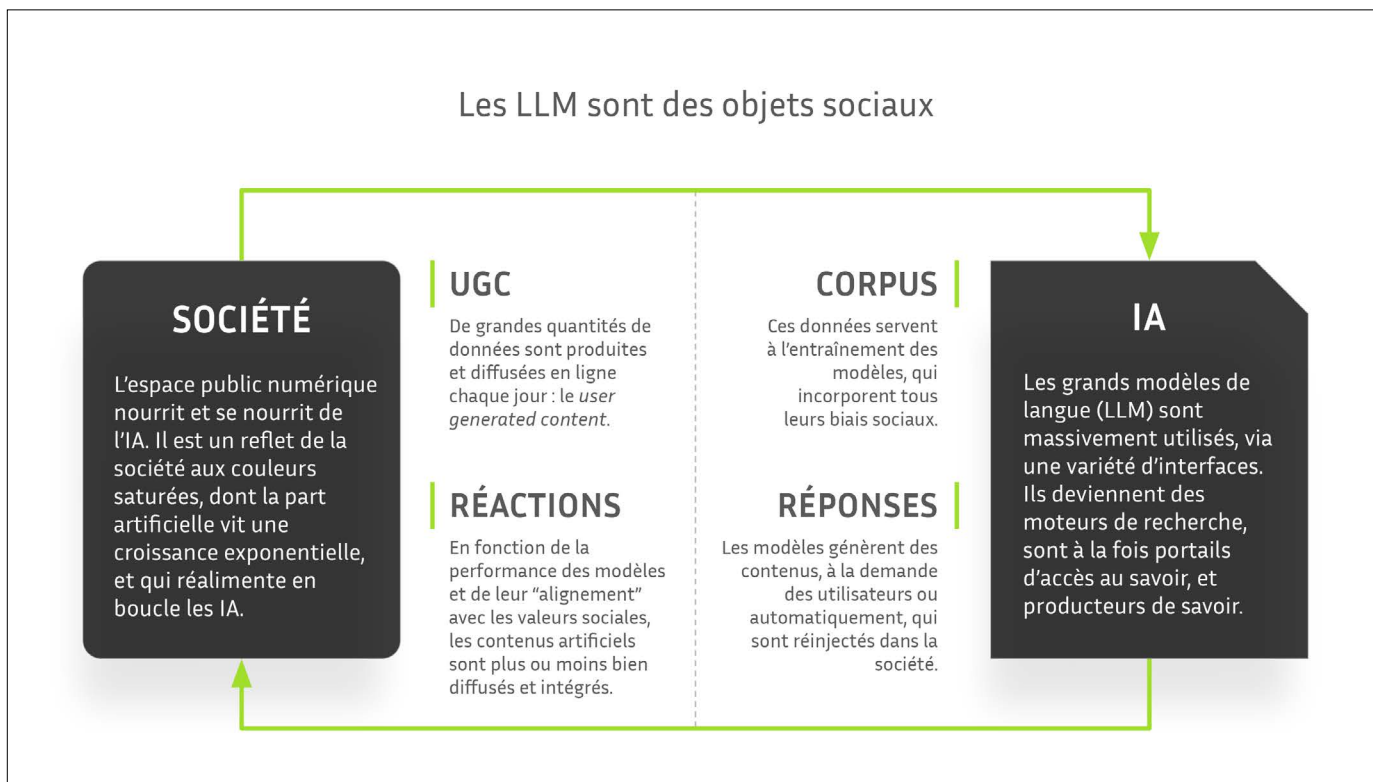 Les LLM sont des objets sociaux
SOCIÉTÉ
L’espace public numérique
nourrit et se nourrit de
l’IA. Il est un reflet de la
société aux couleurs
saturées, dont la part
artificielle vit une
croissance exponentielle,
et qui réalimente en
boucle les IA.
UGC
De grandes quantités de
données sont produites
et diffusées en ligne
chaque jour : le user
generated content.
RÉACTIONS
En fonction de la
performance des modèles
et de leur “alignement”
avec les valeurs sociales,
les contenus artificiels
sont plus ou moins bien
diffusés et intégrés.
CORPUS
Ces données servent
à l’entraînement des
modèles, qui
incorporent tous
leurs biais sociaux.
RÉPONSES
Les modèles génèrent des
contenus, à la demande
des utilisateurs ou
automatiquement, qui
sont réinjectés dans la
société.
IA
Les grands modèles de
langue (LLM) sont
massivement utilisés, via
une variété d’interfaces.
Ils deviennent des
moteurs de recherche,
sont à la fois portails
d’accès au savoir, et
producteurs de savoir.